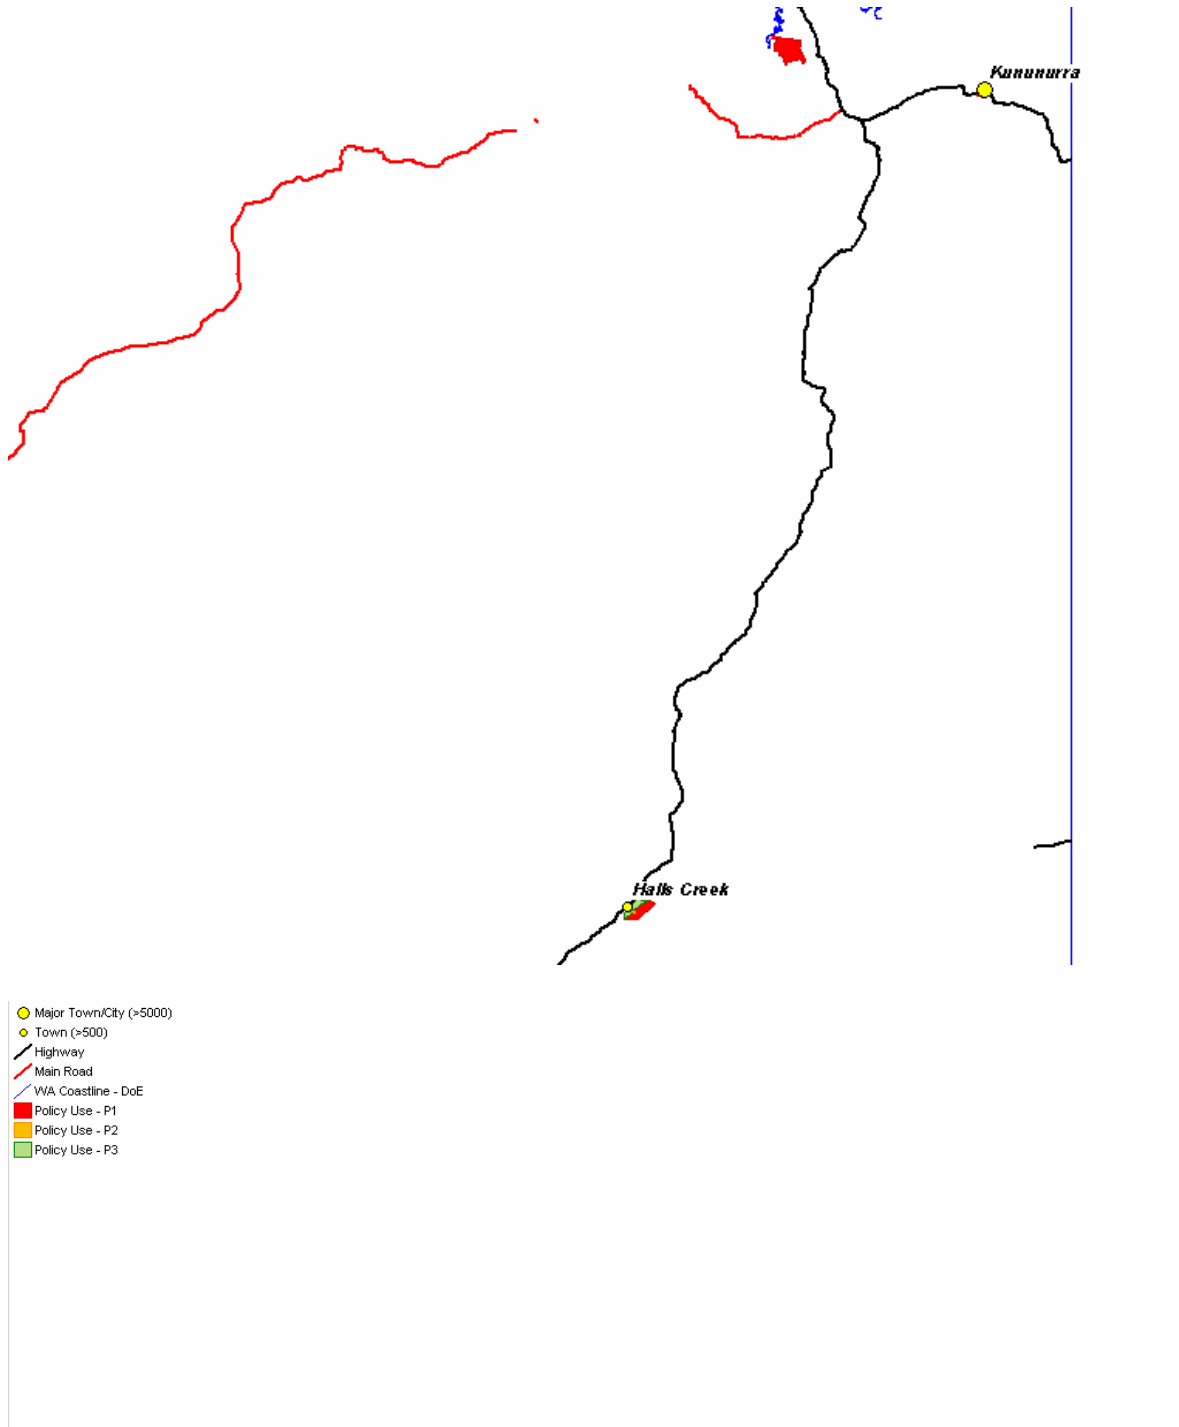 Kununurra
Halls Creek
Major Town/City (>5000)
Town (>500)
Highway
Main Road
WA Coastline - DoE
Policy Use - P1
Policy Use - P2
Policy Use - P3